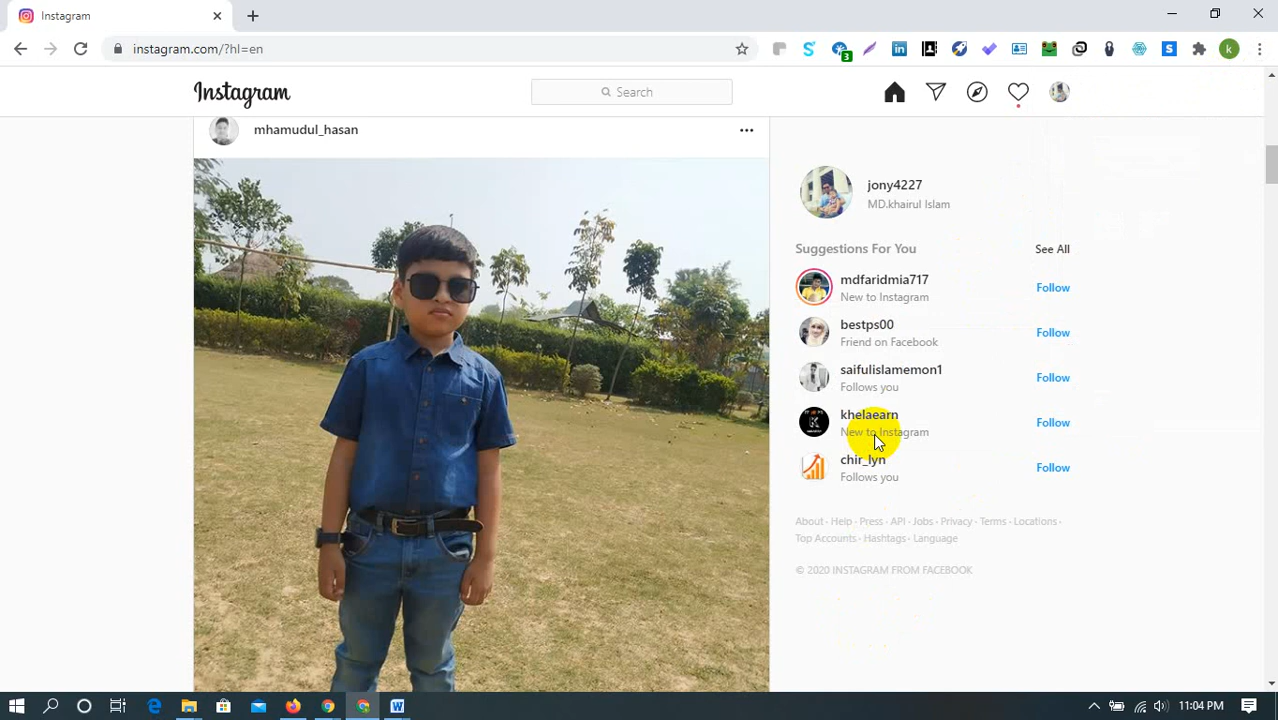 Instagram
instagram.com/?hl=en
3
k
Instagram
Search
mhamudul_hasan
jony4227
MD.khairul Islam
Suggestions For You
See All
mdfaridmia717
New to Instagram
Follow
bestps00
Friend on Facebook
Follow
saifulislamemon1
Follows you
Follow
khelaearn
New to Instagram
Follow
chir_lyn
Follows you
Follow
About · Help · Press · API · Jobs · Privacy · Terms · Locations ·
Top Accounts · Hashtags · Language
© 2020 INSTAGRAM FROM FACEBOOK
11:04 PM